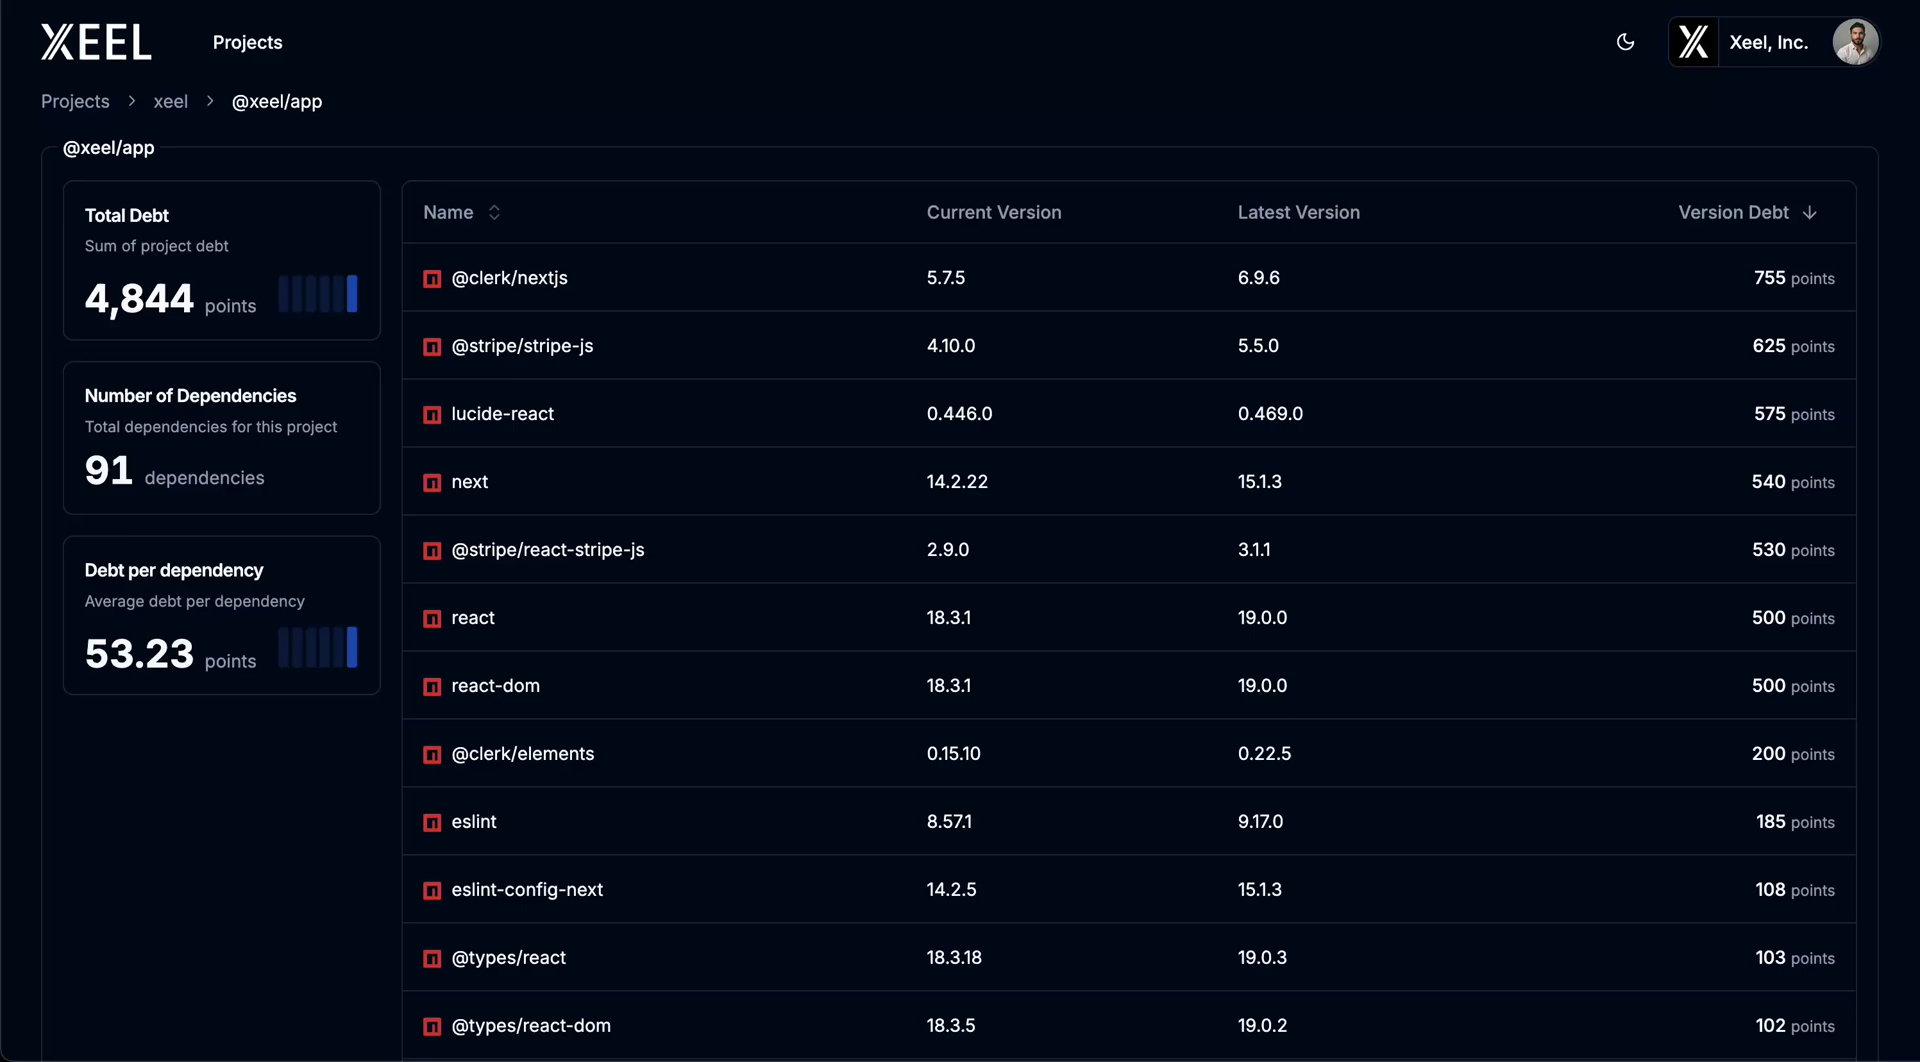 XEEL
Projects
Xeel, Inc.
Projects > xeel > @xeel/app
@xeel/app
Total Debt
Sum of project debt
4,844 points
Number of Dependencies
Total dependencies for this project
91 dependencies
Debt per dependency
Average debt per dependency
53.23 points
Name Current Version Latest Version Version Debt
@clerk/nextjs 5.7.5 6.9.6 755 points
@stripe/stripe-js 4.10.0 5.5.0 625 points
lucide-react 0.446.0 0.469.0 575 points
next 14.2.22 15.1.3 540 points
@stripe/react-stripe-js 2.9.0 3.1.1 530 points
react 18.3.1 19.0.0 500 points
react-dom 18.3.1 19.0.0 500 points
@clerk/elements 0.15.10 0.22.5 200 points
eslint 8.57.1 9.17.0 185 points
eslint-config-next 14.2.5 15.1.3 108 points
@types/react 18.3.18 19.0.3 103 points
@types/react-dom 18.3.5 19.0.2 102 points